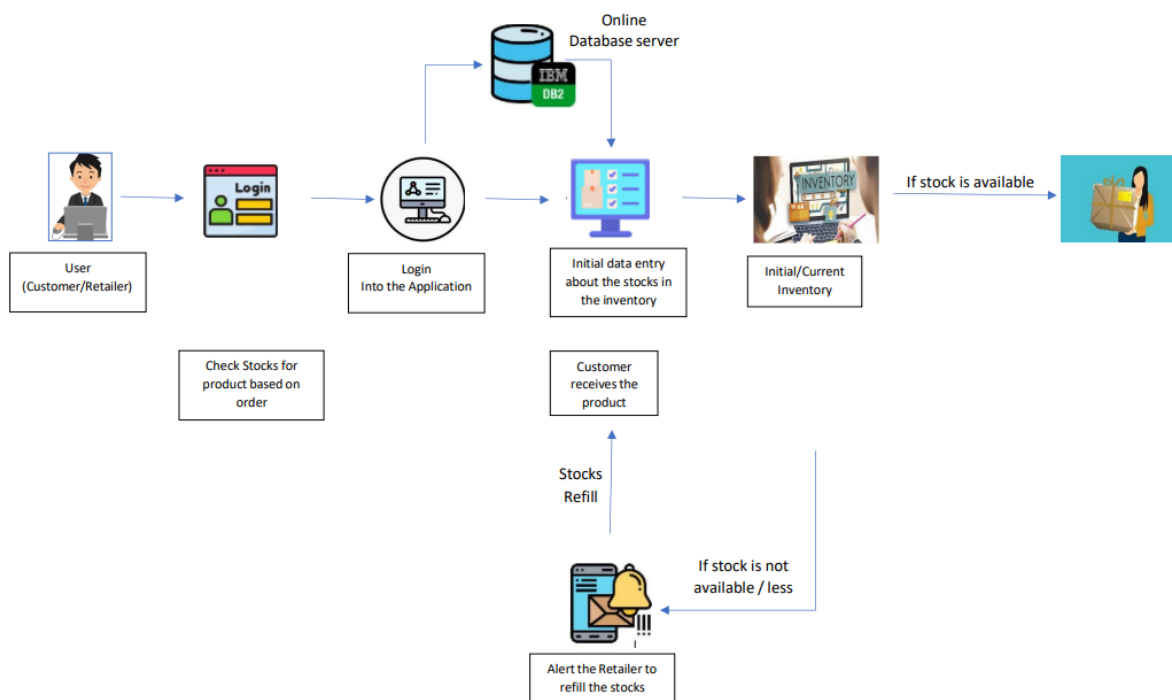 Online
Database server
IBM
DB2
Login
INVENTORY
If stock is available
User
(Customer/Retailer)
Login
Into the Application
Initial data entry
about the stocks in
the inventory
Initial/Current
Inventory
Check Stocks for
product based on
order
Customer
receives the
product
Stocks
Refill
If stock is not
available / less
!!!
Alert the Retailer to
refill the stocks